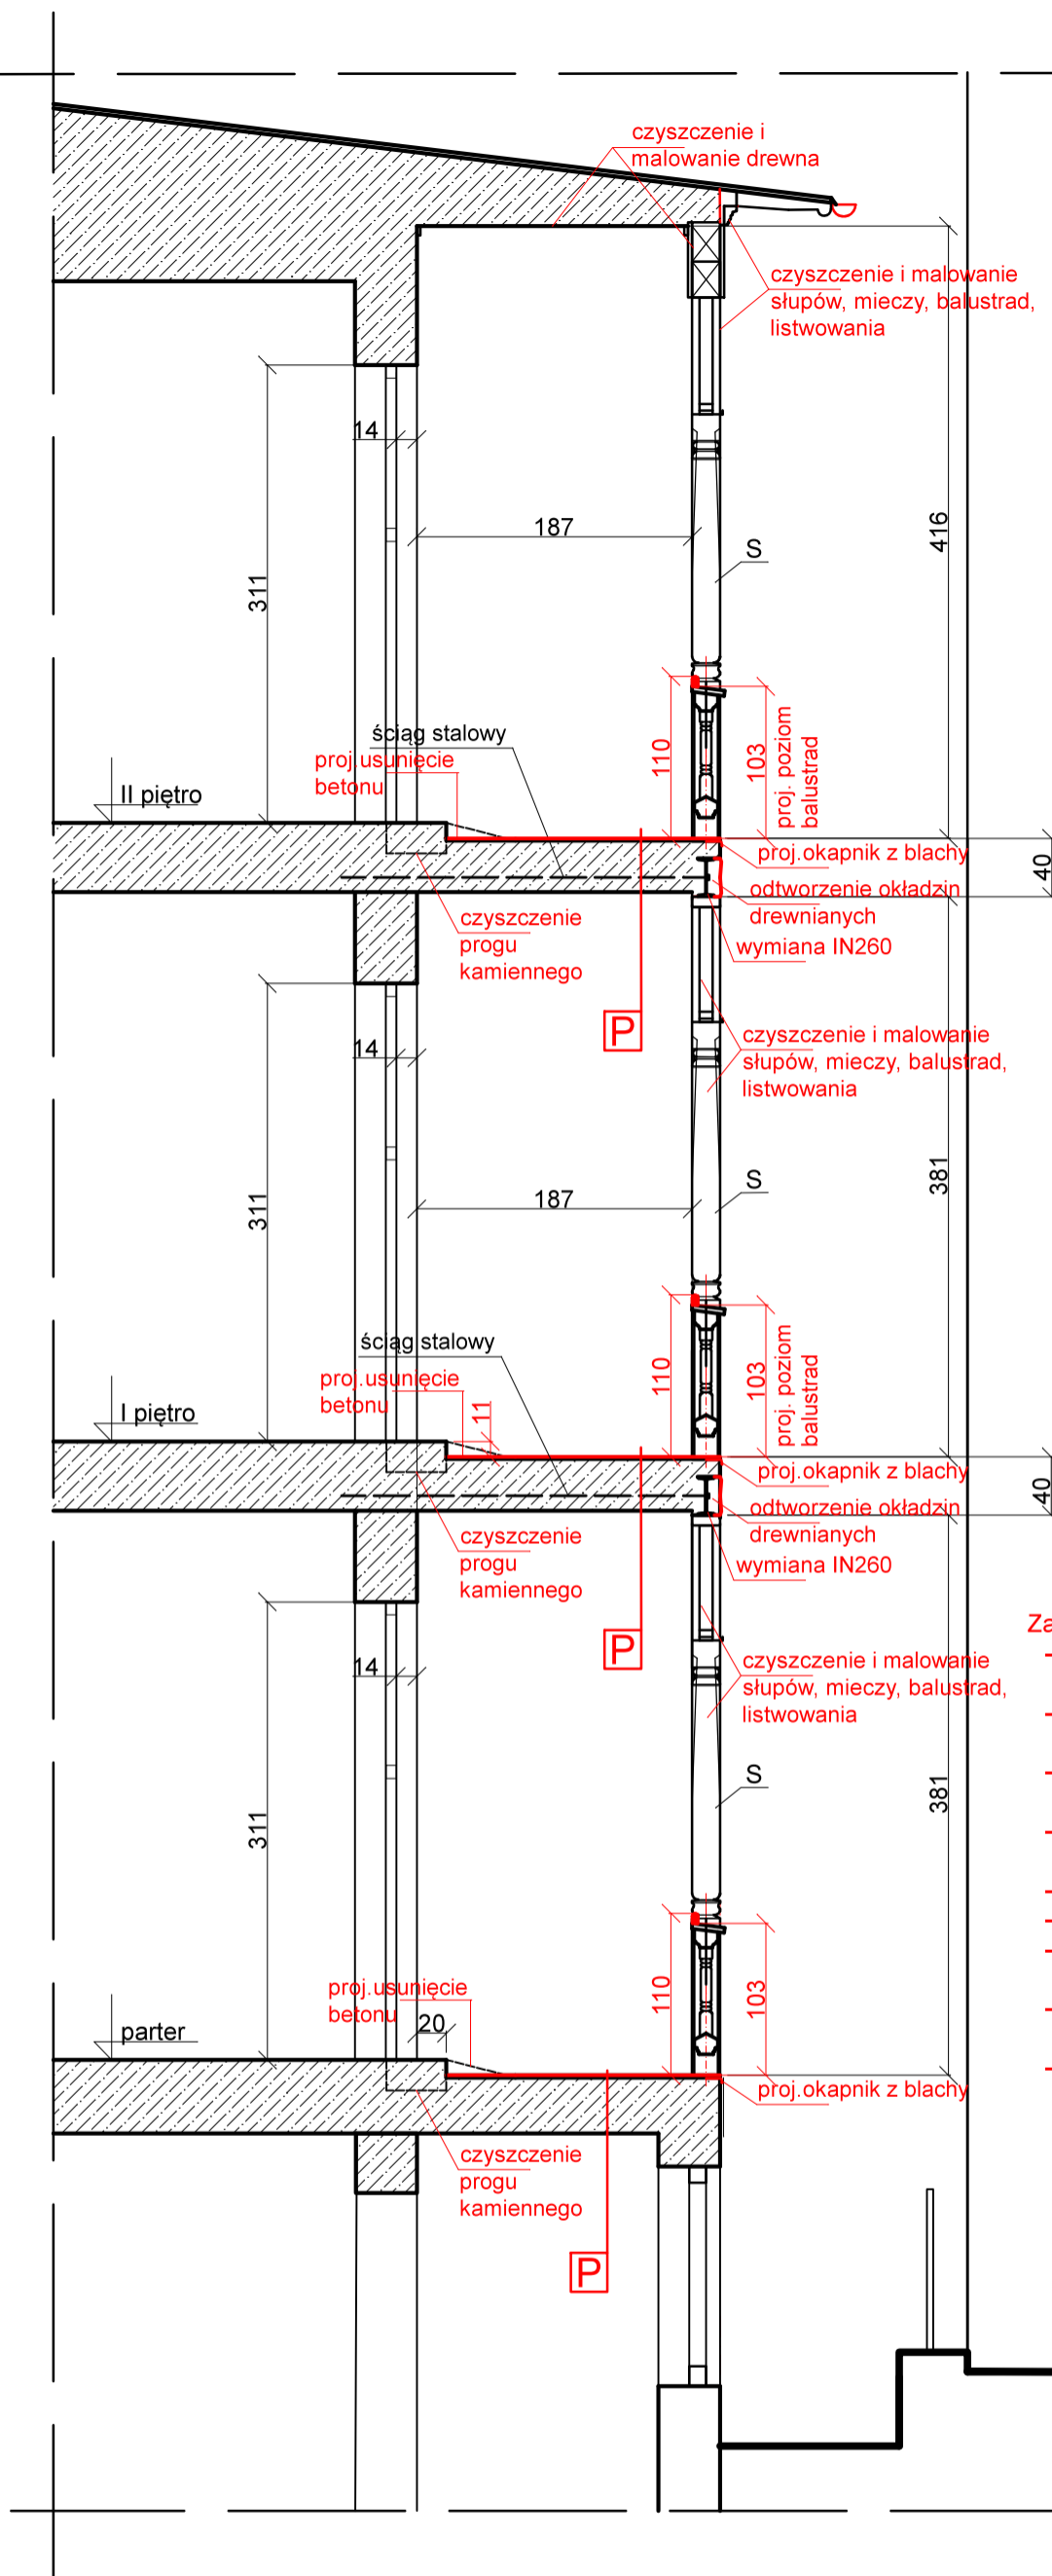 czyszczenie i
malowanie drewna
czyszczenie i malowanie
słupów, mieczy, balustrad,
listwowania
14
187
416
S
311
ściąg stalowy
proj.usunięcie
betonu
110
103
proj. poziom
balustrad
II piętro
proj.okapnik z blachy
40
odtworzenie okładzin
drewnianych
wymiana IN260
czyszczenie
progu
kamiennego
P
czyszczenie i malowanie
słupów, mieczy, balustrad,
listwowania
14
381
S
187
311
ściąg stalowy
proj.usunięcie
betonu
11
110
103
proj. poziom
balustrad
I piętro
proj.okapnik z blachy
40
odtworzenie okładzin
drewnianych
wymiana IN260
czyszczenie
progu
kamiennego
Za
P
czyszczenie i malowanie
słupów, mieczy, balustrad,
listwowania
14
S
381
311
proj.usunięcie
betonu
20
110
103
parter
proj.okapnik z blachy
czyszczenie
progu
kamiennego
P